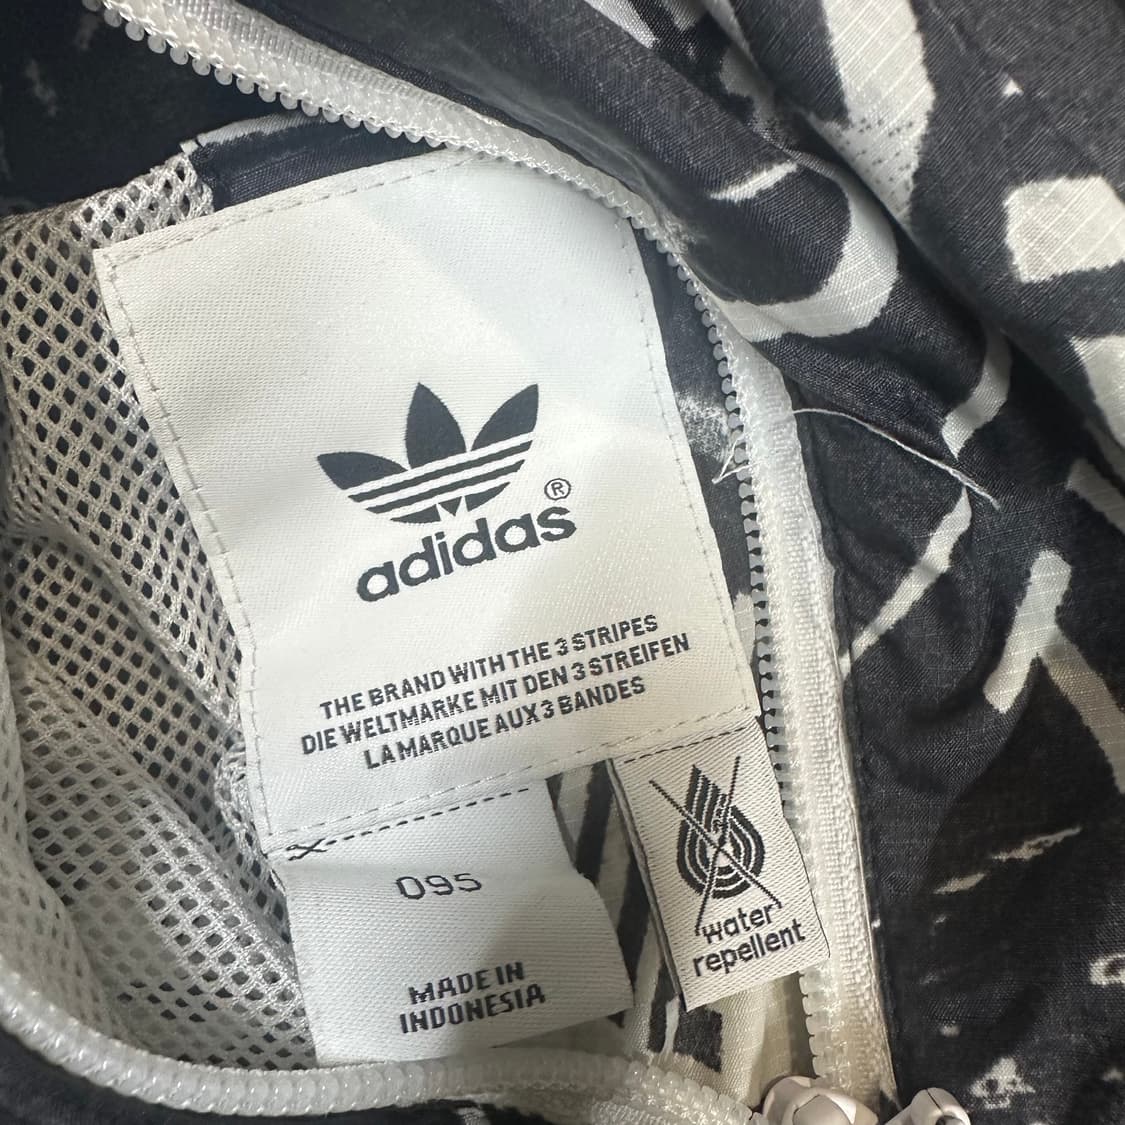 adidas®
THE BRAND WITH THE 3 STRIPES
DIE WELTMARKE MIT DEN 3 STREIFEN
LA MARQUE AUX 3 BANDES
095
MADE IN
INDONESIA
water
repellent